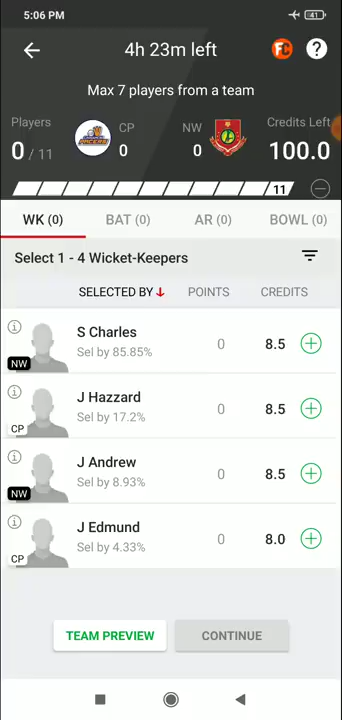 5:06 PM
41
4h 23m left
FC
?
Max 7 players from a team
Players
CP
NW
Credits Left
0 / 11
0
0
100.0
11
WK (0)
BAT (0)
AR (0)
BOWL (0)
Select 1 - 4 Wicket-Keepers
SELECTED BY
POINTS
CREDITS
i
S Charles
Sel by 85.85%
0
8.5
NW
i
J Hazzard
Sel by 17.2%
0
8.5
CP
i
J Andrew
Sel by 8.93%
0
8.5
NW
i
J Edmund
Sel by 4.33%
0
8.0
CP
TEAM PREVIEW
CONTINUE